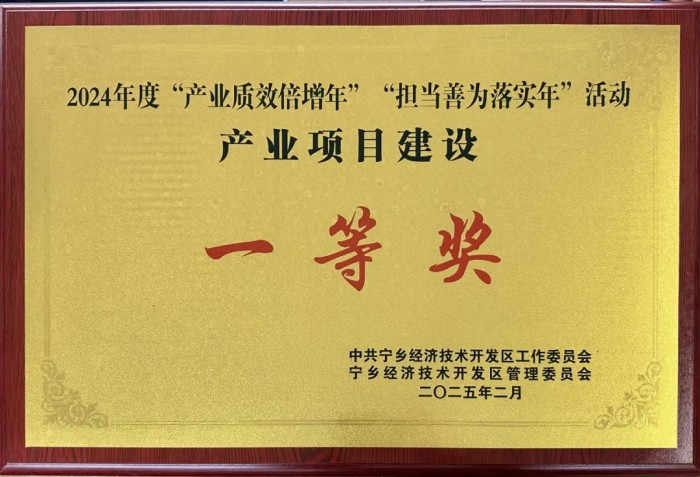 2024年度“产业质效倍增年”“担当善为落实年”活动
产业项目建设
一等奖
中共宁乡经济技术开发区工作委员会
宁乡经济技术开发区管理委员会
二〇二五年二月